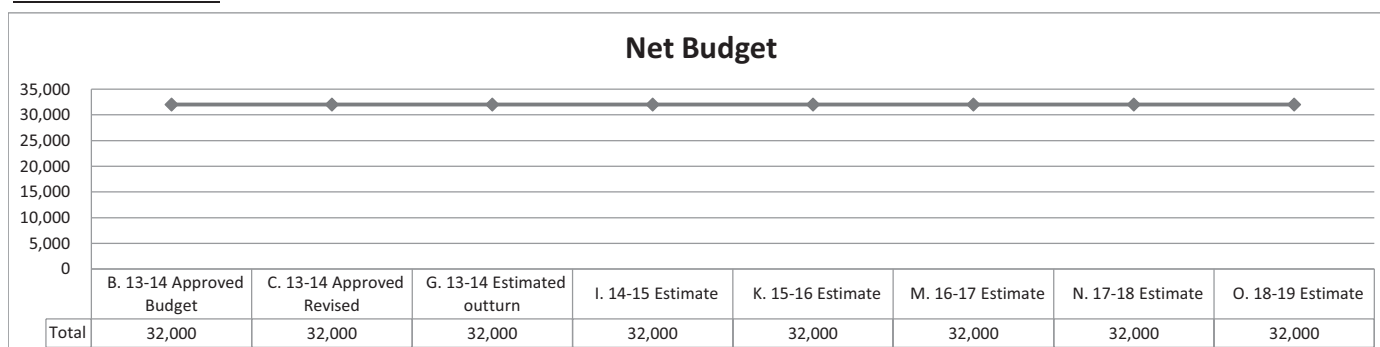 Net Budget
35,000
30,000
25,000
20,000
15,000
10,000
5,000
0
B. 13-14 Approved Budget
C. 13-14 Approved Revised
G. 13-14 Estimated outturn
I. 14-15 Estimate
K. 15-16 Estimate
M. 16-17 Estimate
N. 17-18 Estimate
O. 18-19 Estimate
Total 32,000 32,000 32,000 32,000 32,000 32,000 32,000 32,000